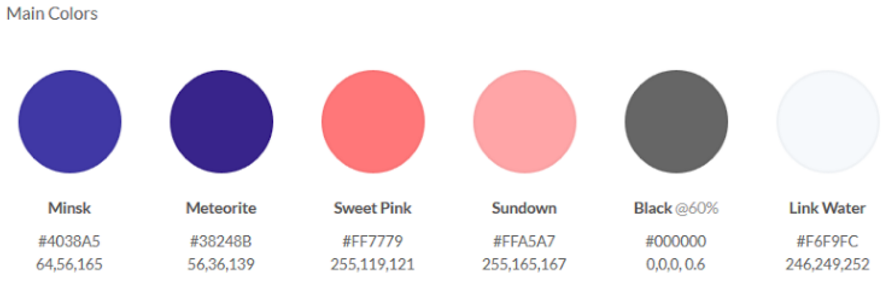 Main Colors
Minsk Meteorite Sweet Pink Sundown Black @60% Link Water
#4038A5 #38248B #FF7779 #FFA5A7 #000000 #F6F9FC
64,56,165 56,36,139 255,119,121 255,165,167 0,0,0, 0.6 246,249,252